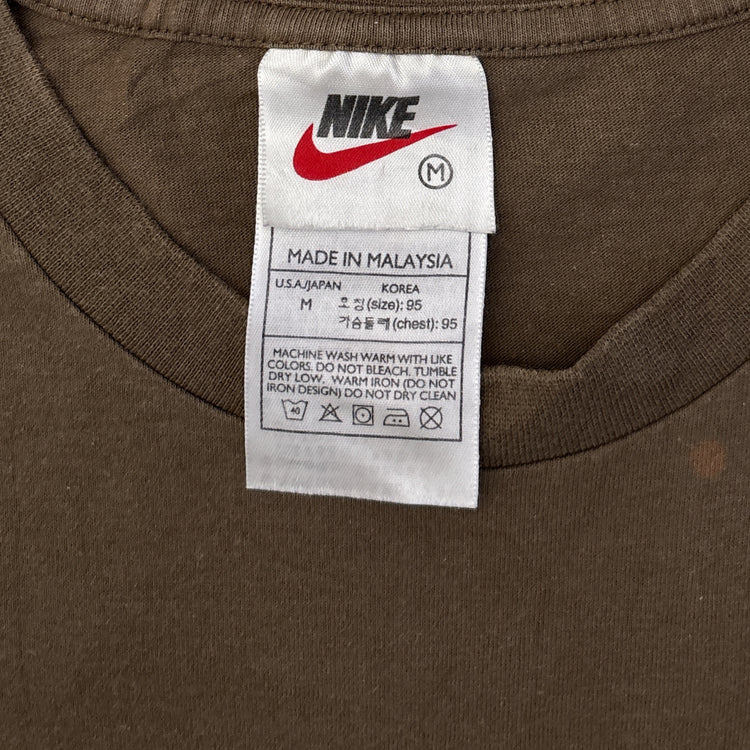 NIKE
M
MADE IN MALAYSIA
U.S.A./JAPAN KOREA
M 호칭(size): 95
가슴둘레(chest): 95
MACHINE WASH WARM WITH LIKE
COLORS. DO NOT BLEACH. TUMBLE
DRY LOW. WARM IRON (DO NOT
IRON DESIGN) DO NOT DRY CLEAN
40